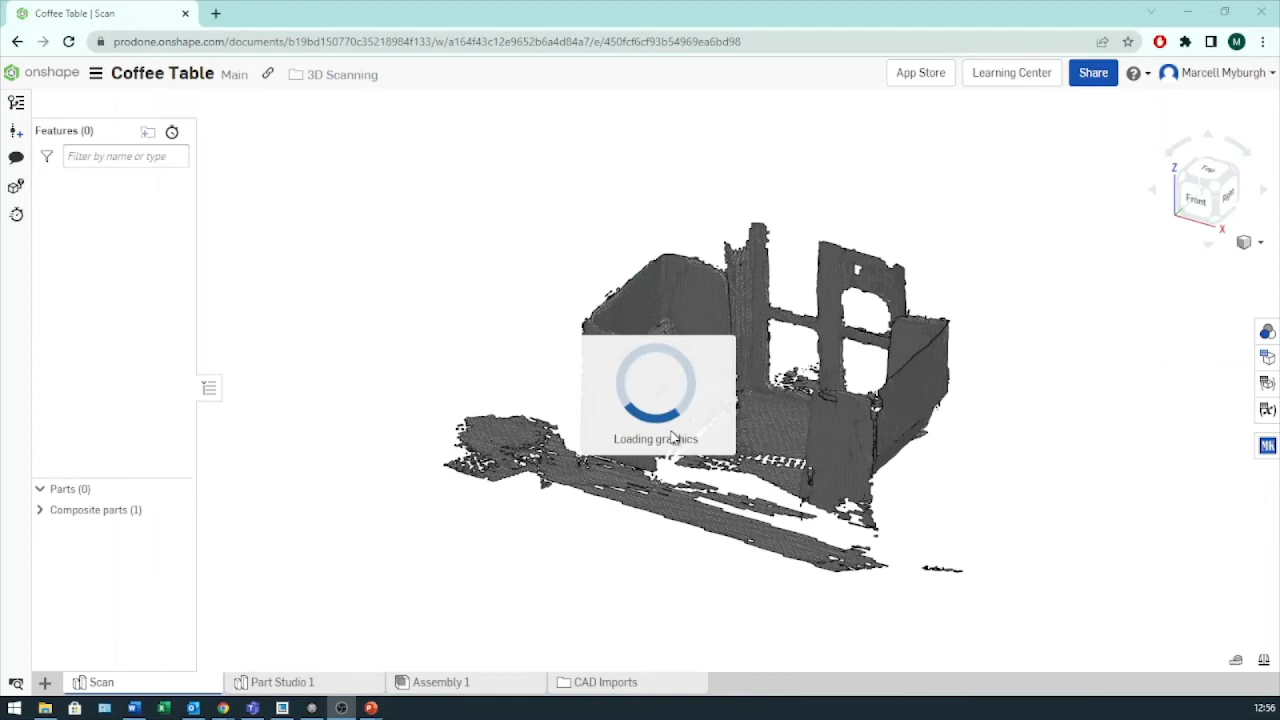 Coffee Table | Scan
prodone.onshape.com/documents/b19bd150770c35218984f133/w/a164f43c12e9652b6a4d84a7/e/450fcf6cf93b54969ea6bd98
M
onshape
Coffee Table
Main
3D Scanning
App Store
Learning Center
Share
Marcell Myburgh
Features (0)
Filter by name or type
Z
Top
Front
Right
X
Loading graphics
(x)
MK
Parts (0)
Composite parts (1)
Scan
Part Studio 1
Assembly 1
CAD Imports
12:56